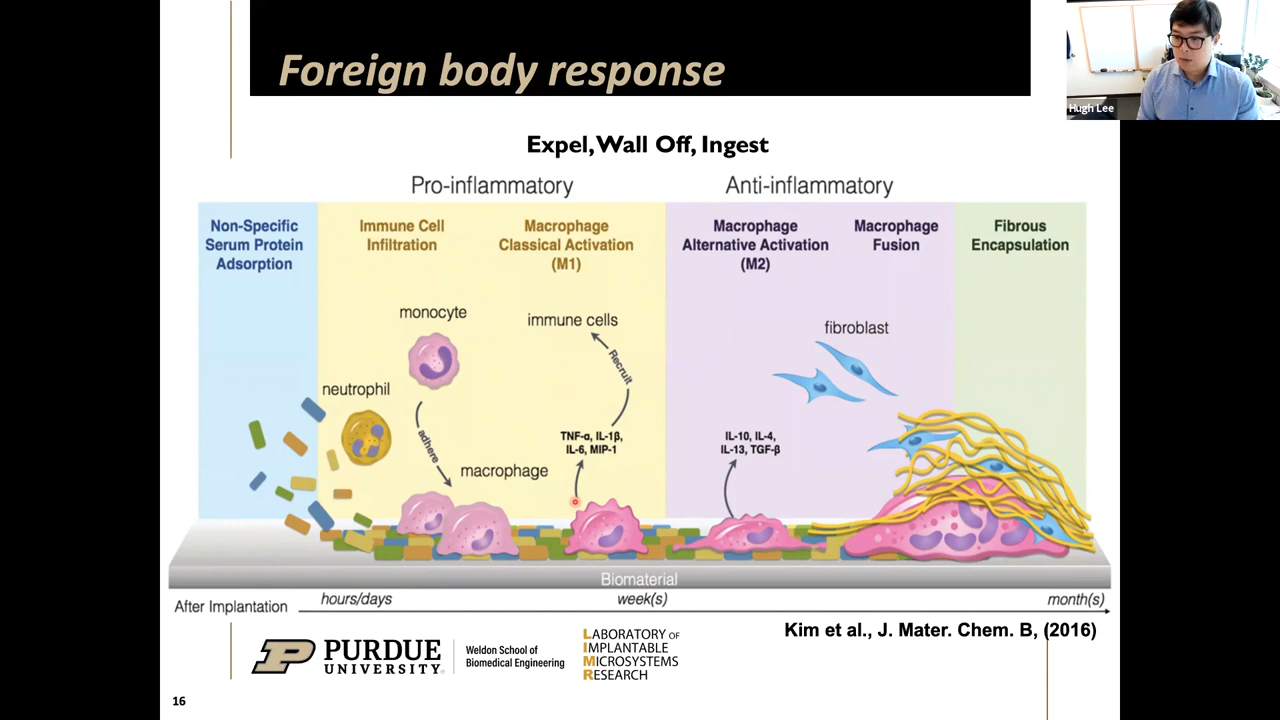 Foreign body response
Hugh Lee
Expel, Wall Off, Ingest
Pro-inflammatory
Anti-inflammatory
Non-Specific
Serum Protein
Adsorption
Immune Cell
Infiltration
Macrophage
Classical Activation
(M1)
Macrophage
Alternative Activation
(M2)
Macrophage
Fusion
Fibrous
Encapsulation
monocyte
immune cells
fibroblast
Recruit
neutrophil
adhere
TNF-α, IL-1β,
IL-6, MIP-1
IL-10, IL-4,
IL-13, TGF-β
macrophage
Biomaterial
After Implantation
hours/days
week(s)
month(s)
Kim et al., J. Mater. Chem. B, (2016)
P PURDUE
UNIVERSITY
Weldon School of
Biomedical Engineering
LABORATORY OF
IMPLANTABLE
MICROSYSTEMS
RESEARCH
16